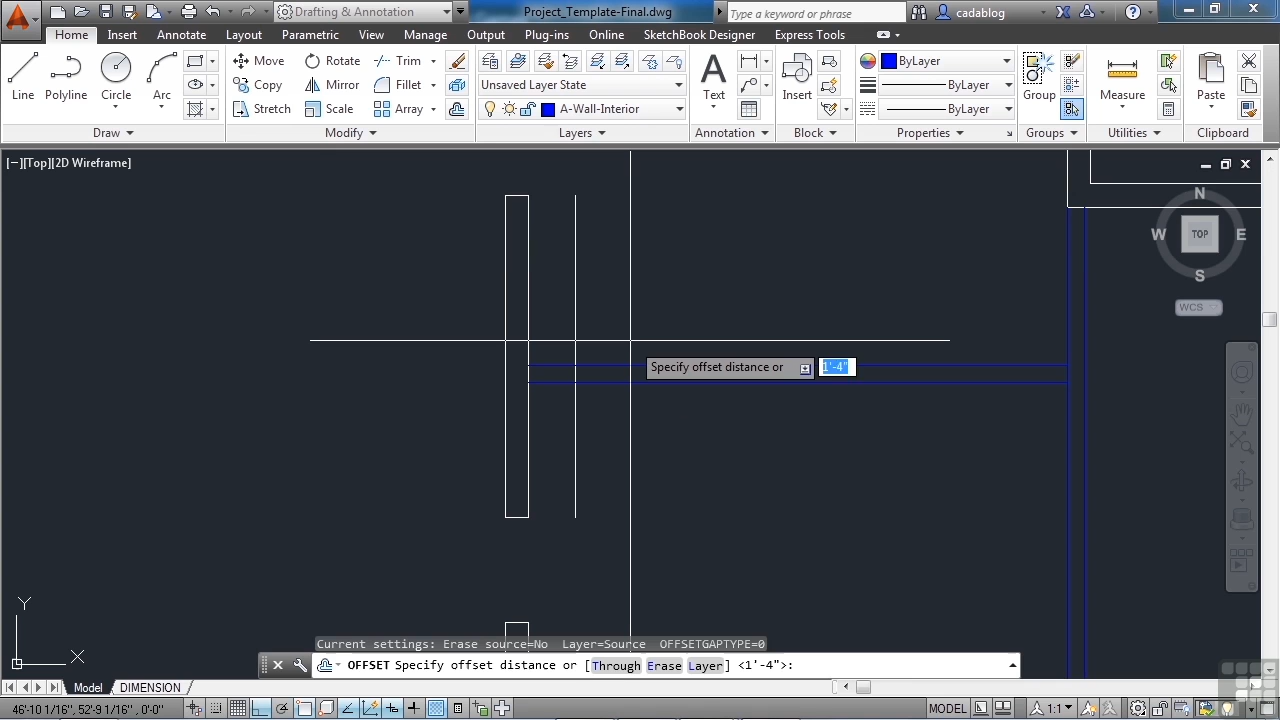 Drafting & Annotation
Project_Template-Final.dwg
Type a keyword or phrase
cadablog
Home Insert Annotate Layout Parametric View Manage Output Plug-ins Online SketchBook Designer Express Tools
Line Polyline Circle Arc
Move Rotate Trim
Copy Mirror Fillet
Stretch Scale Array
Unsaved Layer State
A-Wall-Interior
Text
Insert
ByLayer
ByLayer
ByLayer
Group
Measure
Paste
Draw Modify Layers Annotation Block Properties Groups Utilities Clipboard
[−][Top][2D Wireframe]
N
W TOP E
S
WCS
Specify offset distance or 1'-4"
Y
X
Current settings: Erase source=No Layer=Source OFFSETGAPTYPE=0
OFFSET Specify offset distance or [Through Erase Layer] <1'-4">:
Model DIMENSION
46'-10 1/16", 52'-9 1/16" , 0'-0"
MODEL
1:1